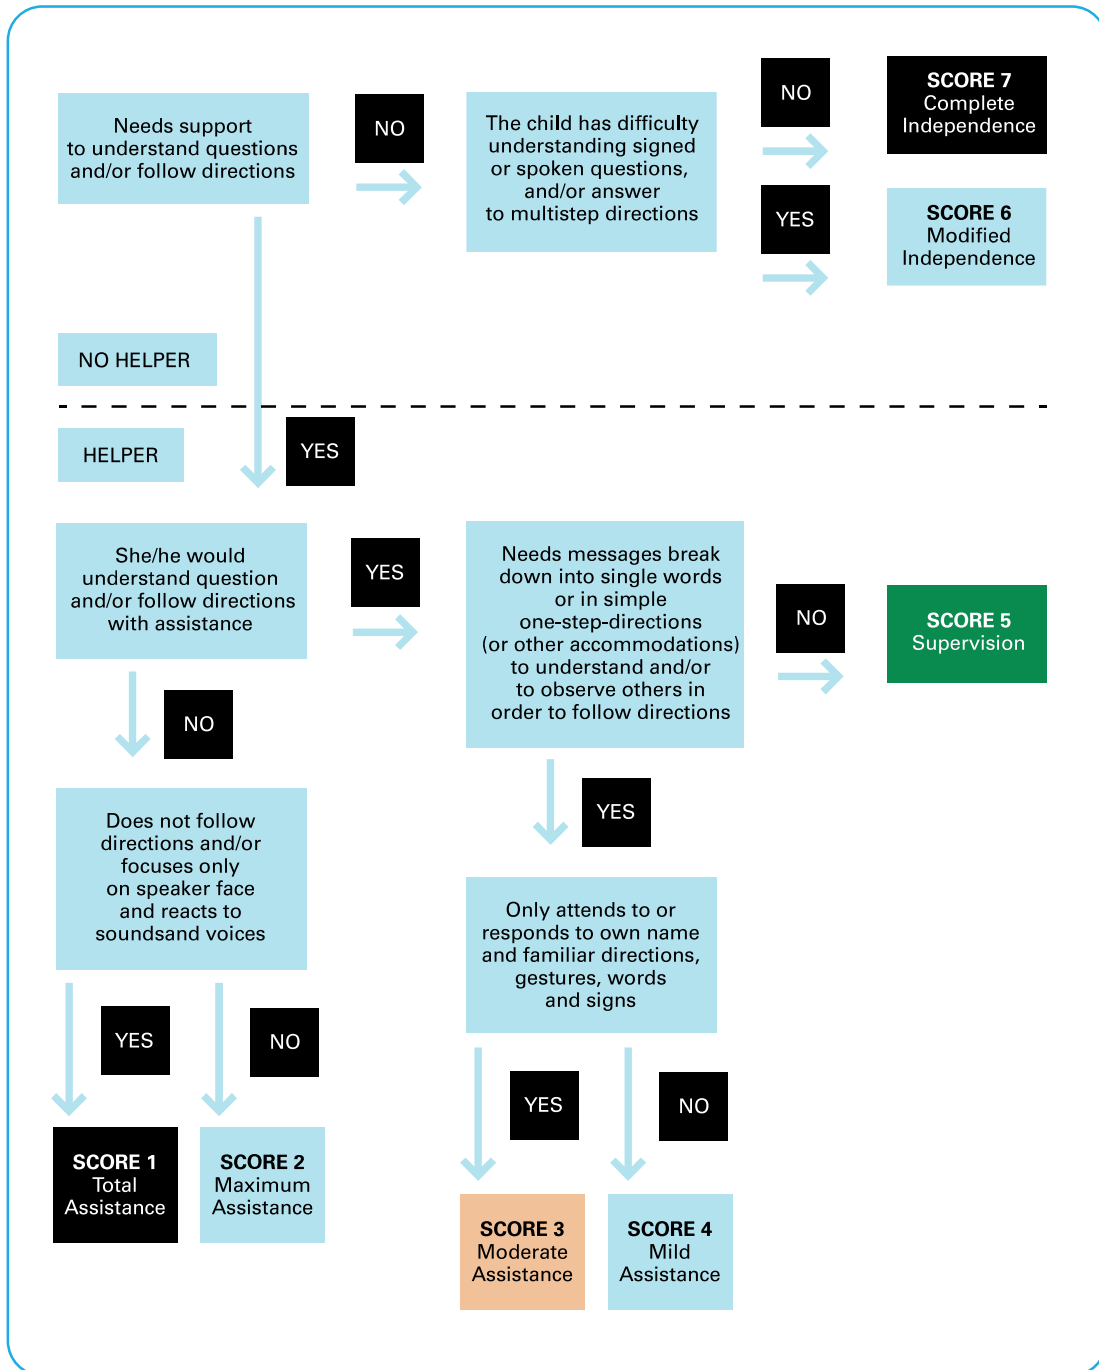 Needs support
to understand questions
and/or follow directions
NO
The child has difficulty
understanding signed
or spoken questions,
and/or answer
to multistep directions
NO
SCORE 7
Complete
Independence
YES
SCORE 6
Modified
Independence
NO HELPER
HELPER
YES
She/he would
understand question
and/or follow directions
with assistance
YES
Needs messages break
down into single words
or in simple
one-step-directions
(or other accommodations)
to understand and/or
to observe others in
order to follow directions
NO
SCORE 5
Supervision
NO
YES
Does not follow
directions and/or
focuses only
on speaker face
and reacts to
soundsand voices
Only attends to or
responds to own name
and familiar directions,
gestures, words
and signs
YES
NO
YES
NO
SCORE 1
Total
Assistance
SCORE 2
Maximum
Assistance
SCORE 3
Moderate
Assistance
SCORE 4
Mild
Assistance